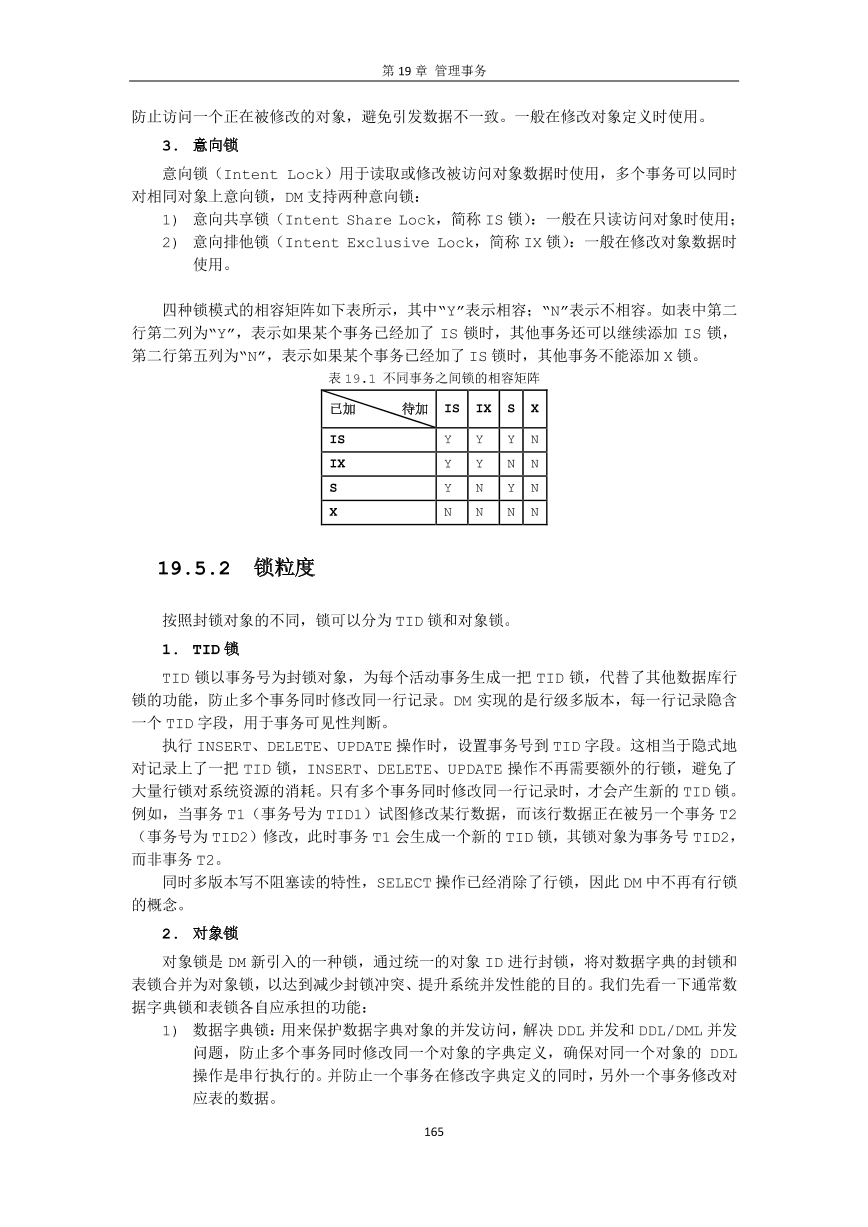 第 19 章 管理事务
防止访问一个正在被修改的对象，避免引发数据不一致。一般在修改对象定义时使用。
3. 意向锁
意向锁（Intent Lock）用于读取或修改被访问对象数据时使用，多个事务可以同时
对相同对象上意向锁，DM 支持两种意向锁：
1) 意向共享锁（Intent Share Lock，简称 IS 锁）：一般在只读访问对象时使用；
2) 意向排他锁（Intent Exclusive Lock，简称 IX 锁）：一般在修改对象数据时
使用。
四种锁模式的相容矩阵如下表所示，其中“Y”表示相容；“N”表示不相容。如表中第二
行第二列为“Y”，表示如果某个事务已经加了 IS 锁时，其他事务还可以继续添加 IS 锁，
第二行第五列为“N”，表示如果某个事务已经加了 IS 锁时，其他事务不能添加 X 锁。
表 19.1 不同事务之间锁的相容矩阵
已加 待加 IS IX S X
IS Y Y Y N
IX Y Y N N
S Y N Y N
X N N N N
19.5.2 锁粒度
按照封锁对象的不同，锁可以分为 TID 锁和对象锁。
1. TID 锁
TID 锁以事务号为封锁对象，为每个活动事务生成一把 TID 锁，代替了其他数据库行
锁的功能，防止多个事务同时修改同一行记录。DM 实现的是行级多版本，每一行记录隐含
一个 TID 字段，用于事务可见性判断。
执行 INSERT、DELETE、UPDATE 操作时，设置事务号到 TID 字段。这相当于隐式地
对记录上了一把 TID 锁，INSERT、DELETE、UPDATE 操作不再需要额外的行锁，避免了
大量行锁对系统资源的消耗。只有多个事务同时修改同一行记录时，才会产生新的 TID 锁。
例如，当事务 T1（事务号为 TID1）试图修改某行数据，而该行数据正在被另一个事务 T2
（事务号为 TID2）修改，此时事务 T1 会生成一个新的 TID 锁，其锁对象为事务号 TID2，
而非事务 T2。
同时多版本写不阻塞读的特性，SELECT 操作已经消除了行锁，因此 DM 中不再有行锁
的概念。
2. 对象锁
对象锁是 DM 新引入的一种锁，通过统一的对象 ID 进行封锁，将对数据字典的封锁和
表锁合并为对象锁，以达到减少封锁冲突、提升系统并发性能的目的。我们先看一下通常数
据字典锁和表锁各自应承担的功能：
1) 数据字典锁：用来保护数据字典对象的并发访问，解决 DDL 并发和 DDL/DML 并发
问题，防止多个事务同时修改同一个对象的字典定义，确保对同一个对象的 DDL
操作是串行执行的。并防止一个事务在修改字典定义的同时，另外一个事务修改对
应表的数据。
165